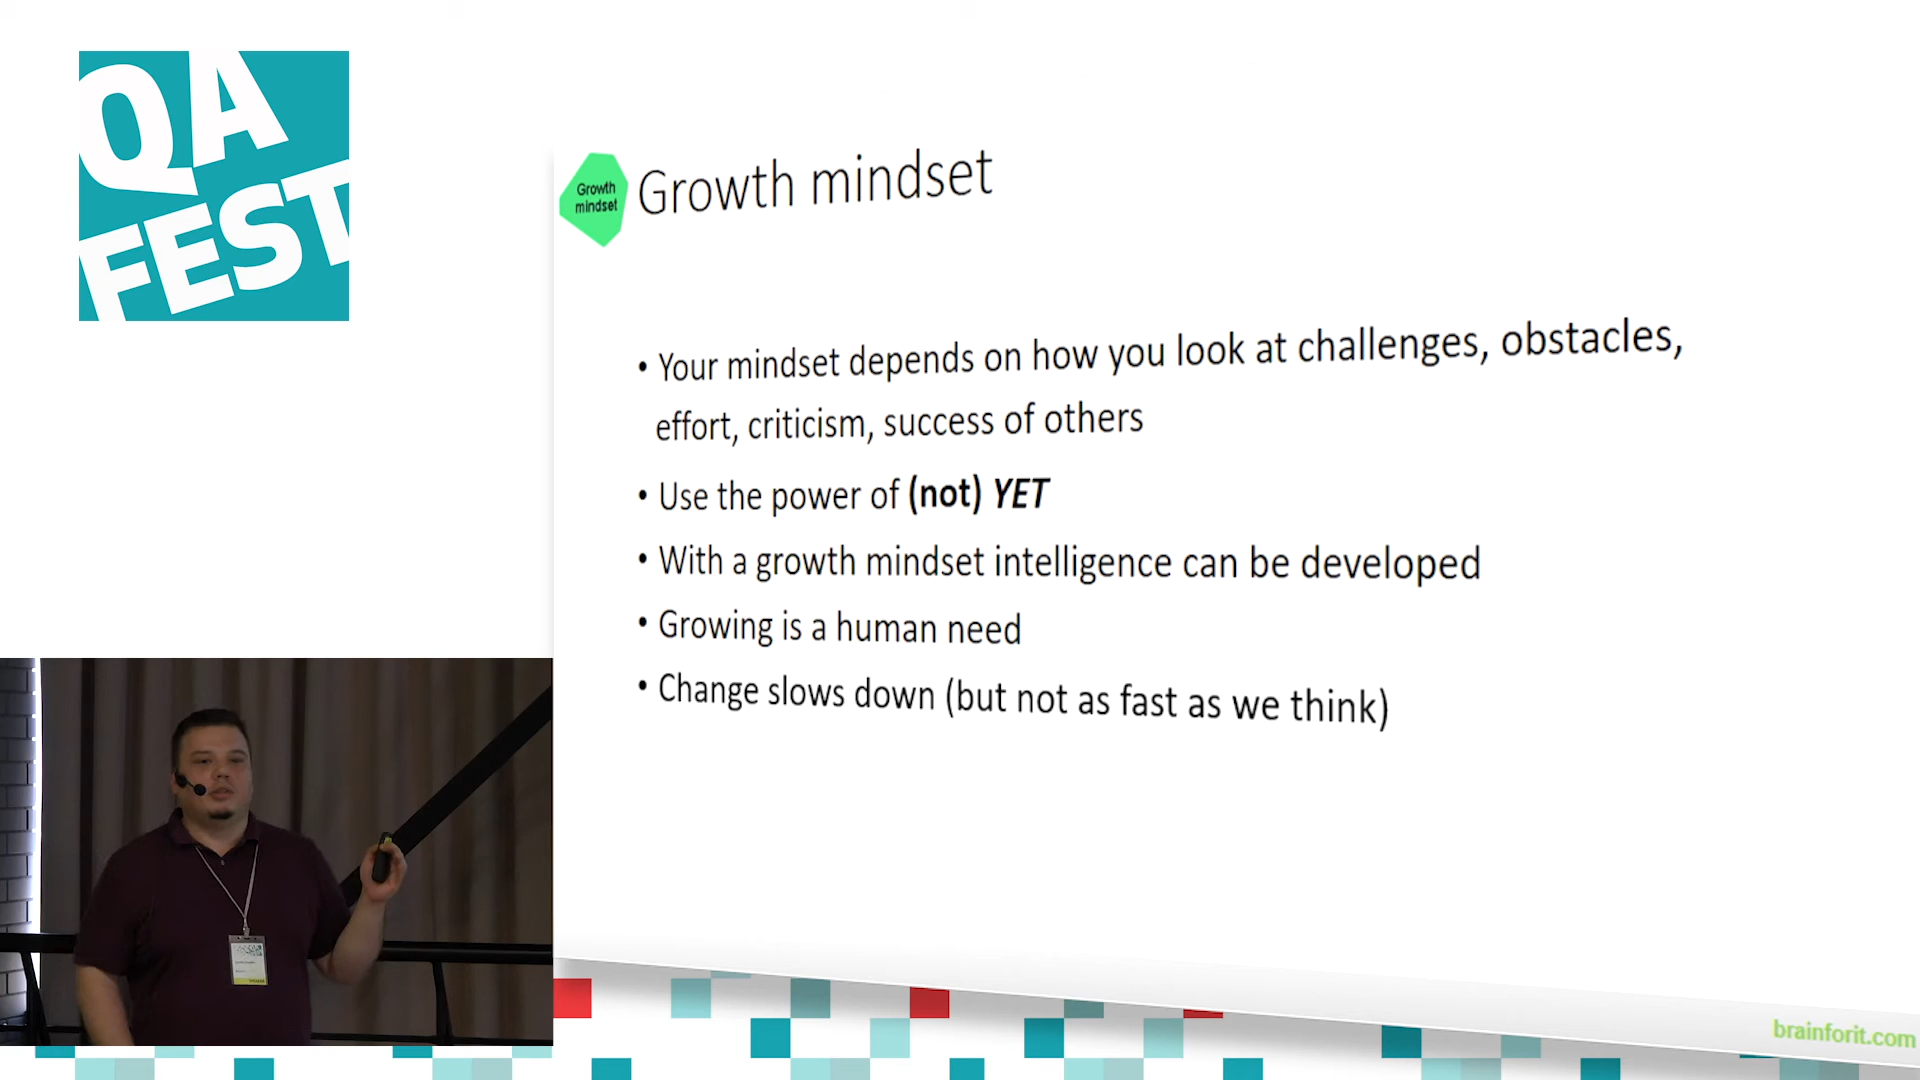 QA
FEST
Growth
mindset
Growth mindset
• Your mindset depends on how you look at challenges, obstacles,
effort, criticism, success of others
• Use the power of (not) YET
• With a growth mindset intelligence can be developed
• Growing is a human need
• Change slows down (but not as fast as we think)
brainforit.com